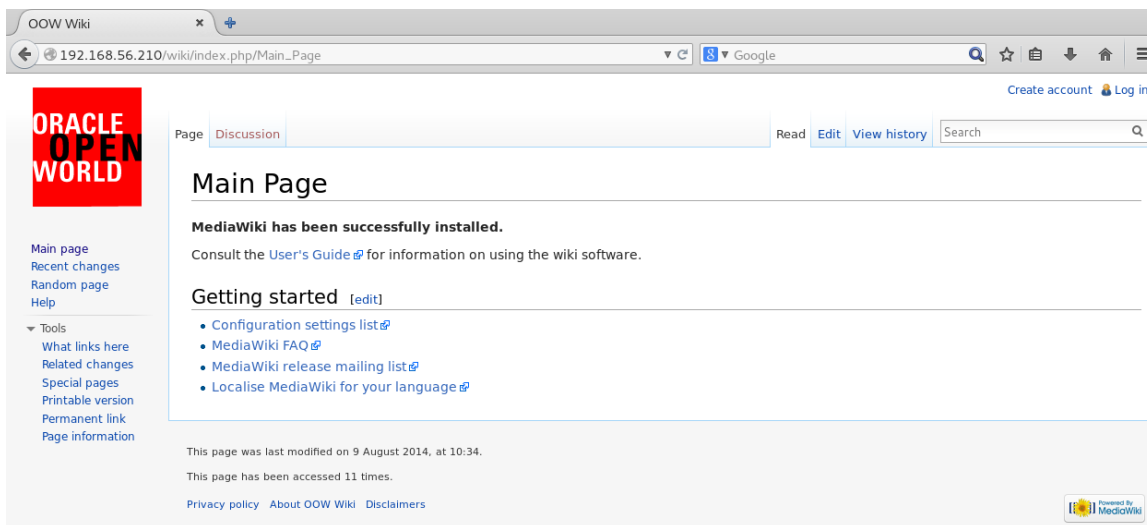 OOW Wiki
192.168.56.210/wiki/index.php/Main_Page
Google
Create account Log in
ORACLE
OPEN
WORLD
Page Discussion
Read Edit View history Search
Main Page
MediaWiki has been successfully installed.
Consult the User's Guide for information on using the wiki software.
Getting started [edit]
Configuration settings list
MediaWiki FAQ
MediaWiki release mailing list
Localise MediaWiki for your language
Main page
Recent changes
Random page
Help
Tools
What links here
Related changes
Special pages
Printable version
Permanent link
Page information
This page was last modified on 9 August 2014, at 10:34.
This page has been accessed 11 times.
Privacy policy About OOW Wiki Disclaimers
Powered By
MediaWiki